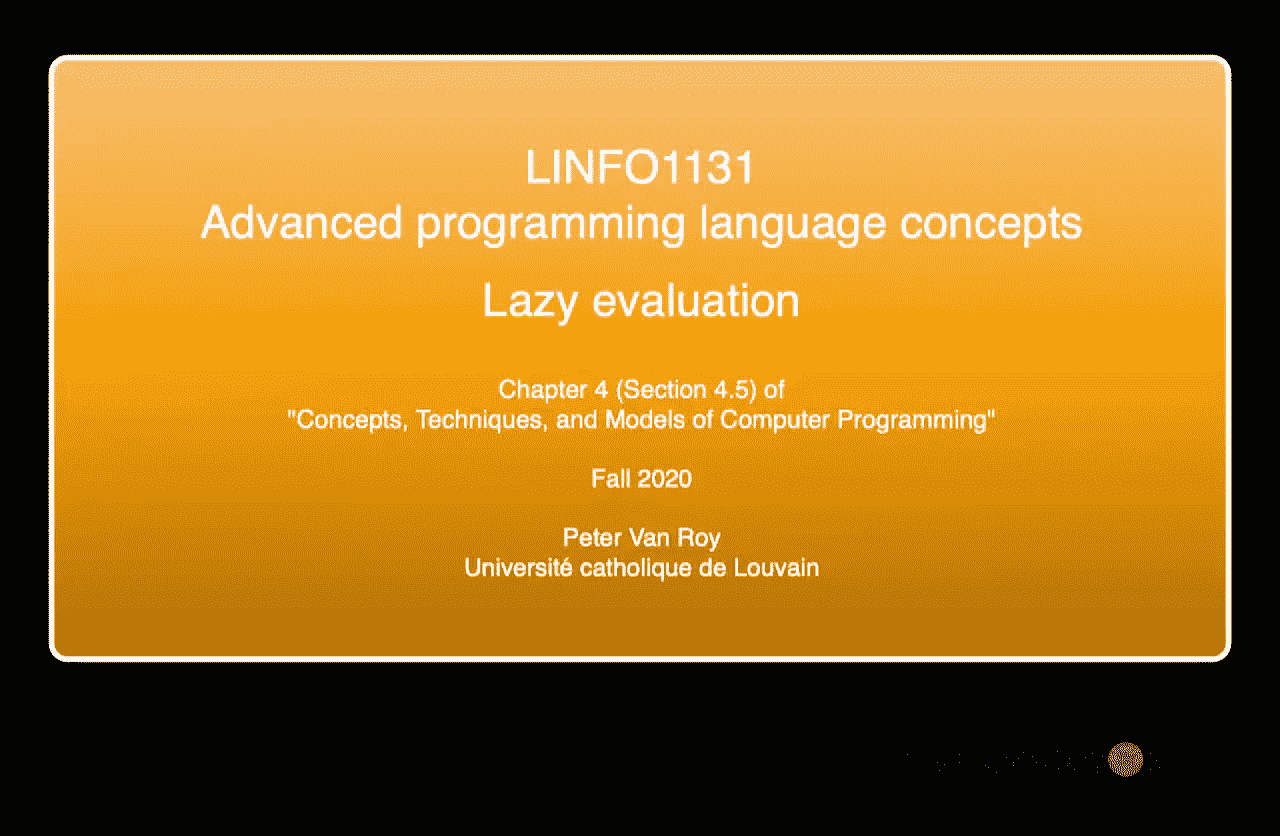 LINFO1131
Advanced programming language concepts
Lazy evaluation
Chapter 4 (Section 4.5) of
"Concepts, Techniques, and Models of Computer Programming"
Fall 2020
Peter Van Roy
Université catholique de Louvain